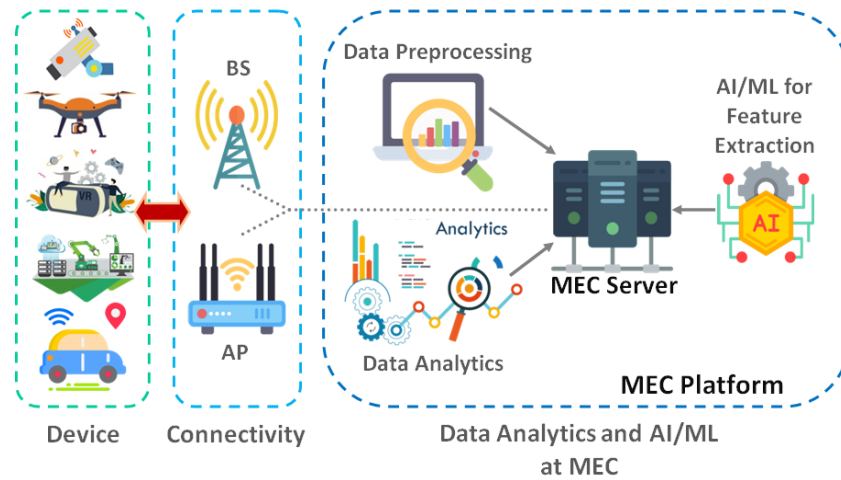 Data Preprocessing
BS
AI/ML for
Feature
Extraction
VR
AI
Analytics
MEC Server
AP
Data Analytics
MEC Platform
Device
Connectivity
Data Analytics and AI/ML
at MEC